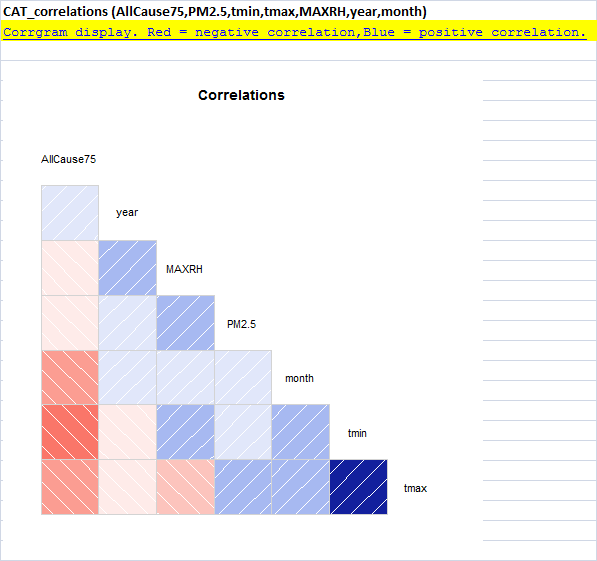 CAT_correlations (AllCause75,PM2.5,tmin,tmax,MAXRH,year,month)
Corrgram display. Red = negative correlation,Blue = positive correlation.
Correlations
AllCause75
year
MAXRH
PM2.5
month
tmin
tmax